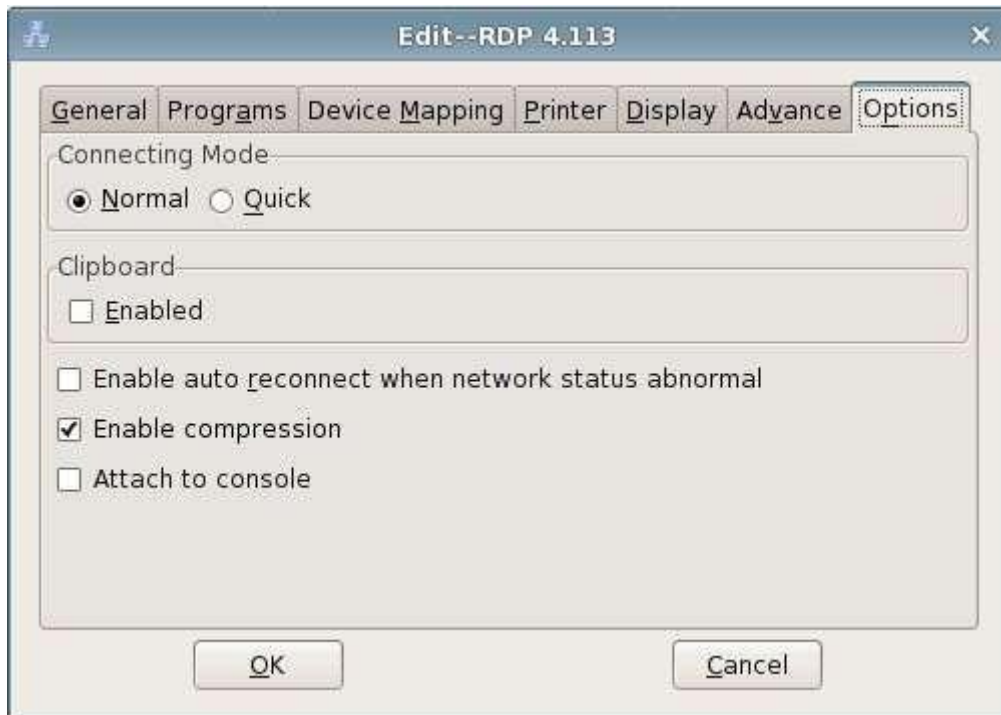 Edit--RDP 4.113
General Programs Device Mapping Printer Display Advance Options
Connecting Mode
Normal Quick
Clipboard
Enabled
Enable auto reconnect when network status abnormal
Enable compression
Attach to console
OK Cancel